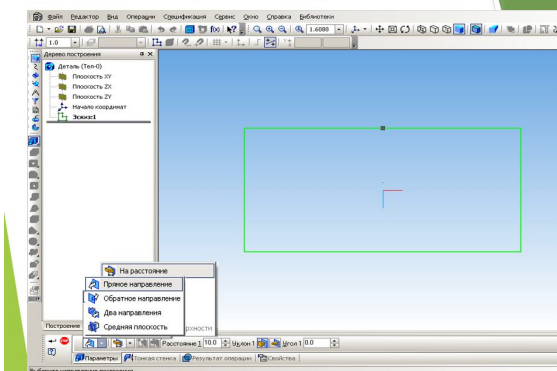 Файл Редактор Вид Операции Спецификация Сервис Окно Справка Библиотеки
f(x) 1.6088
1.0
Дерево построения
Деталь (Тел-0)
Плоскость XY
Плоскость ZX
Плоскость ZY
Начало координат
Эскиз:1
На расстояние
Прямое направление
Обратное направление
Два направления
Средняя плоскость
Построение
Расстояние 1 10.0 Уклон 1 Угол 1 0.0
Параметры Тонкая стенка Результат операции Свойства